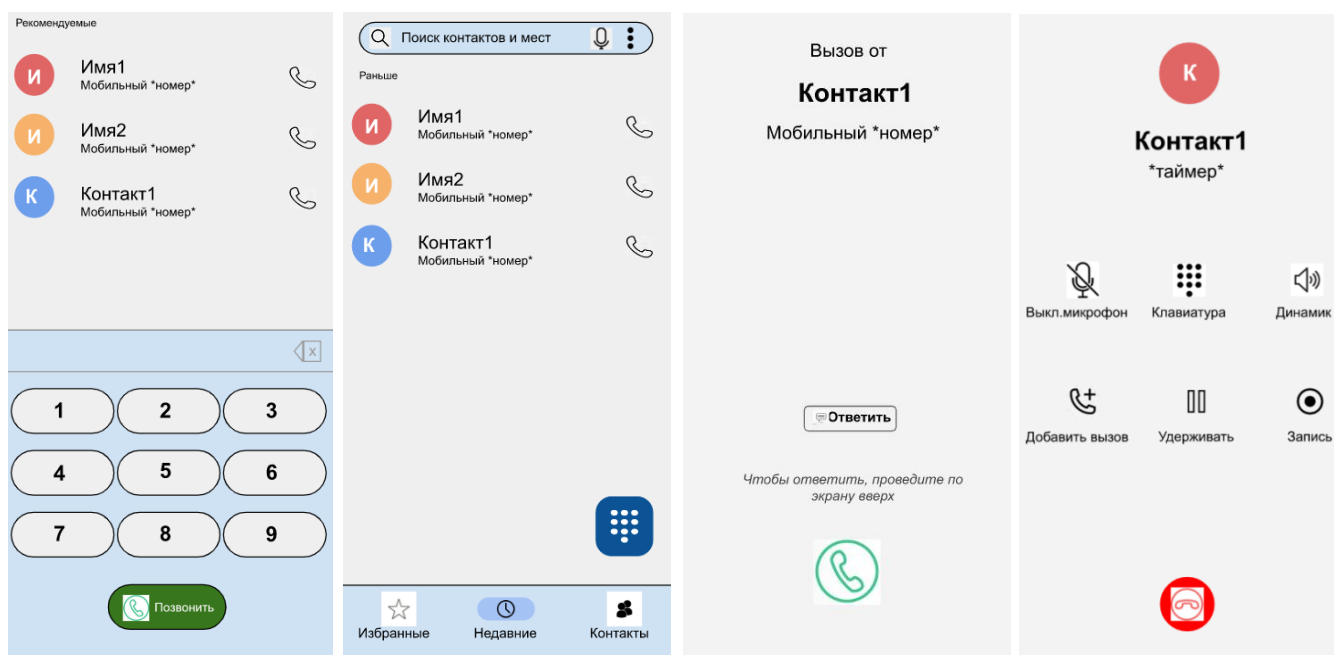 Рекомендуемые
И
Имя1
Мобильный *номер*
И
Имя2
Мобильный *номер*
К
Контакт1
Мобильный *номер*
x
1 2 3
4 5 6
7 8 9
Позвонить
Поиск контактов и мест
Раньше
И
Имя1
Мобильный *номер*
И
Имя2
Мобильный *номер*
К
Контакт1
Мобильный *номер*
Избранные Недавние Контакты
Вызов от
Контакт1
Мобильный *номер*
Ответить
Чтобы ответить, проведите по
экрану вверх
К
Контакт1
*таймер*
Выкл.микрофон Клавиатура Динамик
Добавить вызов Удерживать Запись